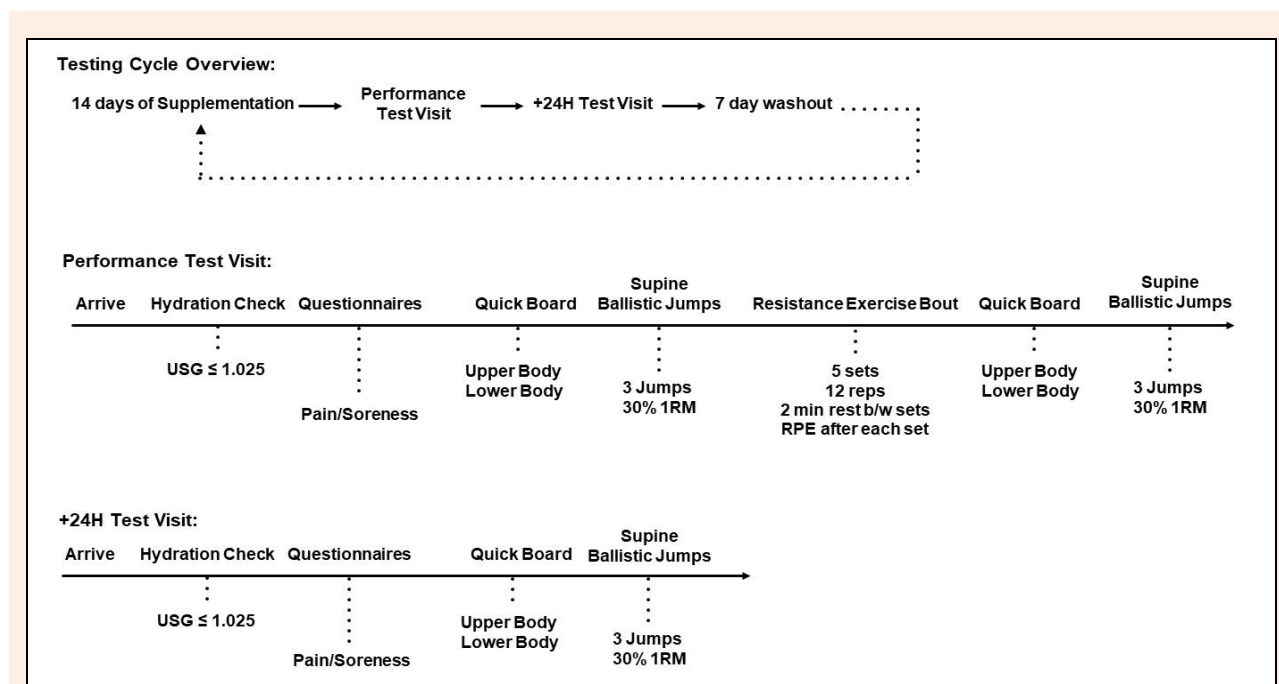 Testing Cycle Overview:
14 days of Supplementation
Performance
Test Visit
+24H Test Visit
7 day washout
Performance Test Visit:
Arrive
Hydration Check
Questionnaires
Quick Board
Supine
Ballistic Jumps
Resistance Exercise Bout
Quick Board
Supine
Ballistic Jumps
USG ≤ 1.025
Pain/Soreness
Upper Body
Lower Body
3 Jumps
30% 1RM
5 sets
12 reps
2 min rest b/w sets
RPE after each set
Upper Body
Lower Body
3 Jumps
30% 1RM
+24H Test Visit:
Arrive
Hydration Check
Questionnaires
Quick Board
Supine
Ballistic Jumps
USG ≤ 1.025
Pain/Soreness
Upper Body
Lower Body
3 Jumps
30% 1RM